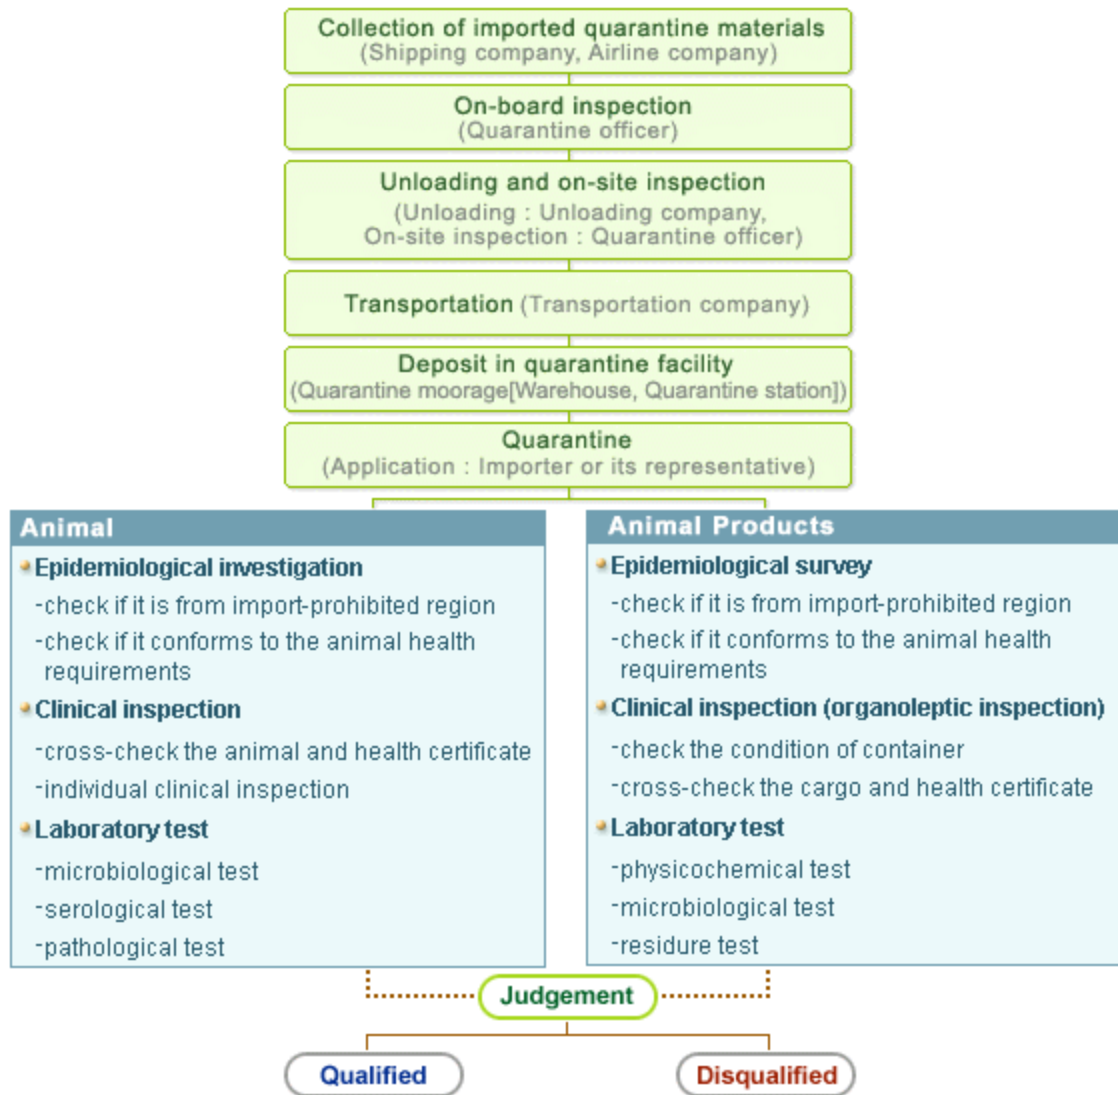 Collection of imported quarantine materials
(Shipping company, Airline company)
On-board inspection
(Quarantine officer)
Unloading and on-site inspection
(Unloading : Unloading company,
On-site inspection : Quarantine officer)
Transportation (Transportation company)
Deposit in quarantine facility
(Quarantine moorage[Warehouse, Quarantine station])
Quarantine
(Application : Importer or its representative)
Animal
Epidemiological investigation
-check if it is from import-prohibited region
-check if it conforms to the animal health
requirements
Clinical inspection
-cross-check the animal and health certificate
-individual clinical inspection
Laboratory test
-microbiological test
-serological test
-pathological test
Animal Products
Epidemiological survey
-check if it is from import-prohibited region
-check if it conforms to the animal health
requirements
Clinical inspection (organoleptic inspection)
-check the condition of container
-cross-check the cargo and health certificate
Laboratory test
-physicochemical test
-microbiological test
-residure test
Judgement
Qualified
Disqualified